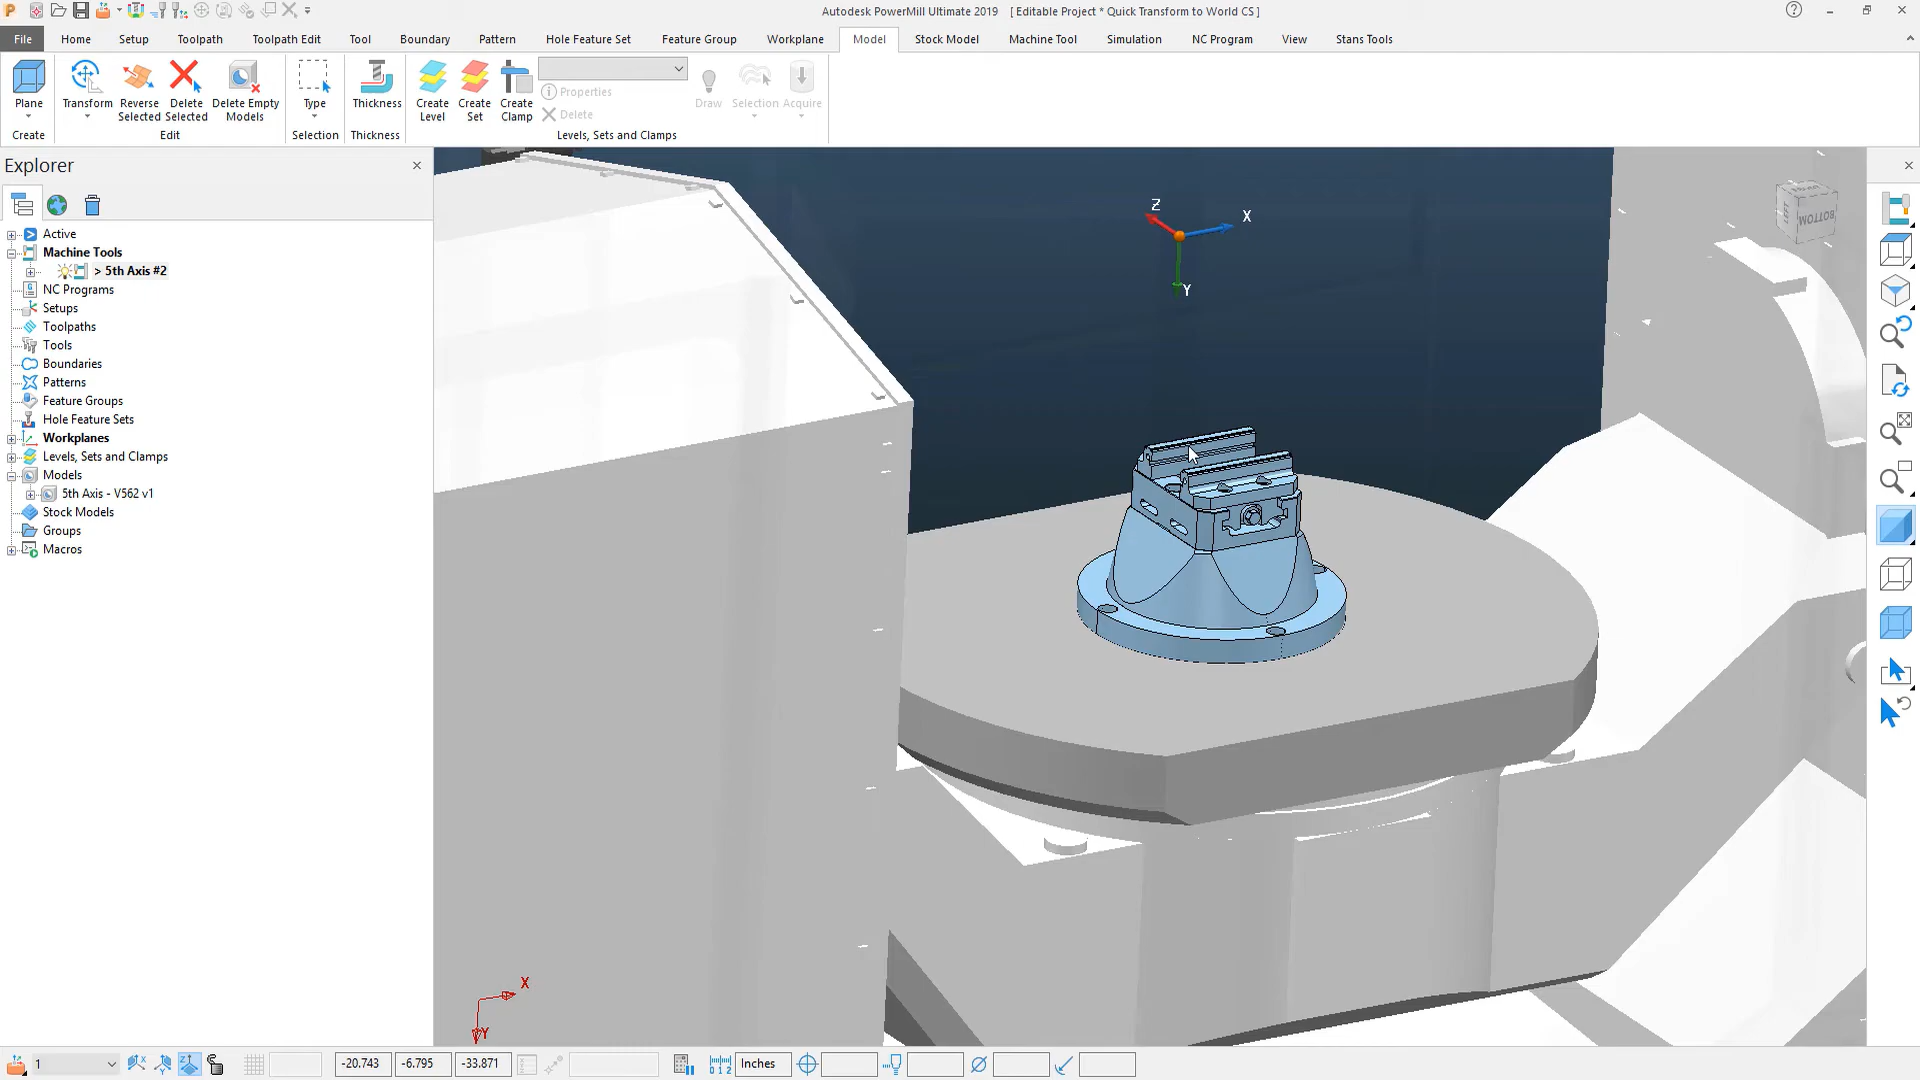 Autodesk PowerMill Ultimate 2019 [ Editable Project * Quick Transform to World CS ]
File Home Setup Toolpath Toolpath Edit Tool Boundary Pattern Hole Feature Set Feature Group Workplane Model Stock Model Machine Tool Simulation NC Program View Stans Tools
Plane
Transform
Reverse Selected
Delete Selected
Delete Empty Models
Type
Thickness
Create Level
Create Set
Create Clamp
Properties
Delete
Draw
Selection
Acquire
Create Edit Selection Thickness Levels, Sets and Clamps
Explorer
Active
Machine Tools
> 5th Axis #2
NC Programs
Setups
Toolpaths
Tools
Boundaries
Patterns
Feature Groups
Hole Feature Sets
Workplanes
Levels, Sets and Clamps
Models
5th Axis - V562 v1
Stock Models
Groups
Macros
Z
X
Y
BOTTOM
X
Y
1 -20.743 -6.795 -33.871 Inches